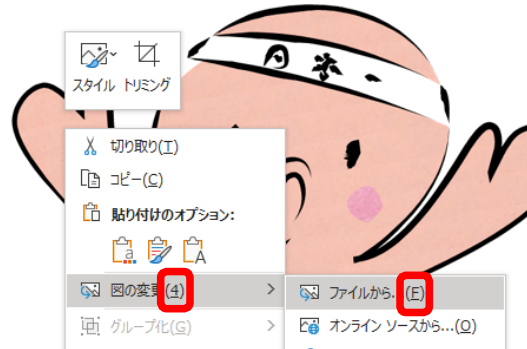 スタイル トリミング
切り取り(T)
コピー(C)
貼り付けのオプション:
図の変更(4)
ファイルから...(F)
グループ化(G)
オンライン ソースから...(O)